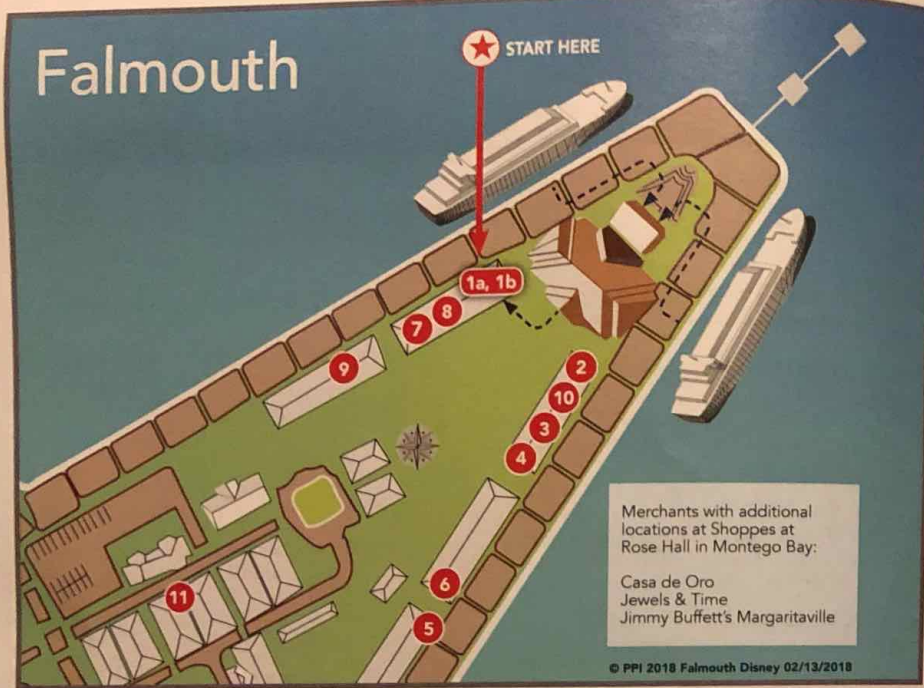 Falmouth
START HERE
1a, 1b
8
7
9
2
10
3
4
6
5
11
Merchants with additional
locations at Shoppes at
Rose Hall in Montego Bay:
Casa de Oro
Jewels & Time
Jimmy Buffett's Margaritaville
© PPI 2018 Falmouth Disney 02/13/2018